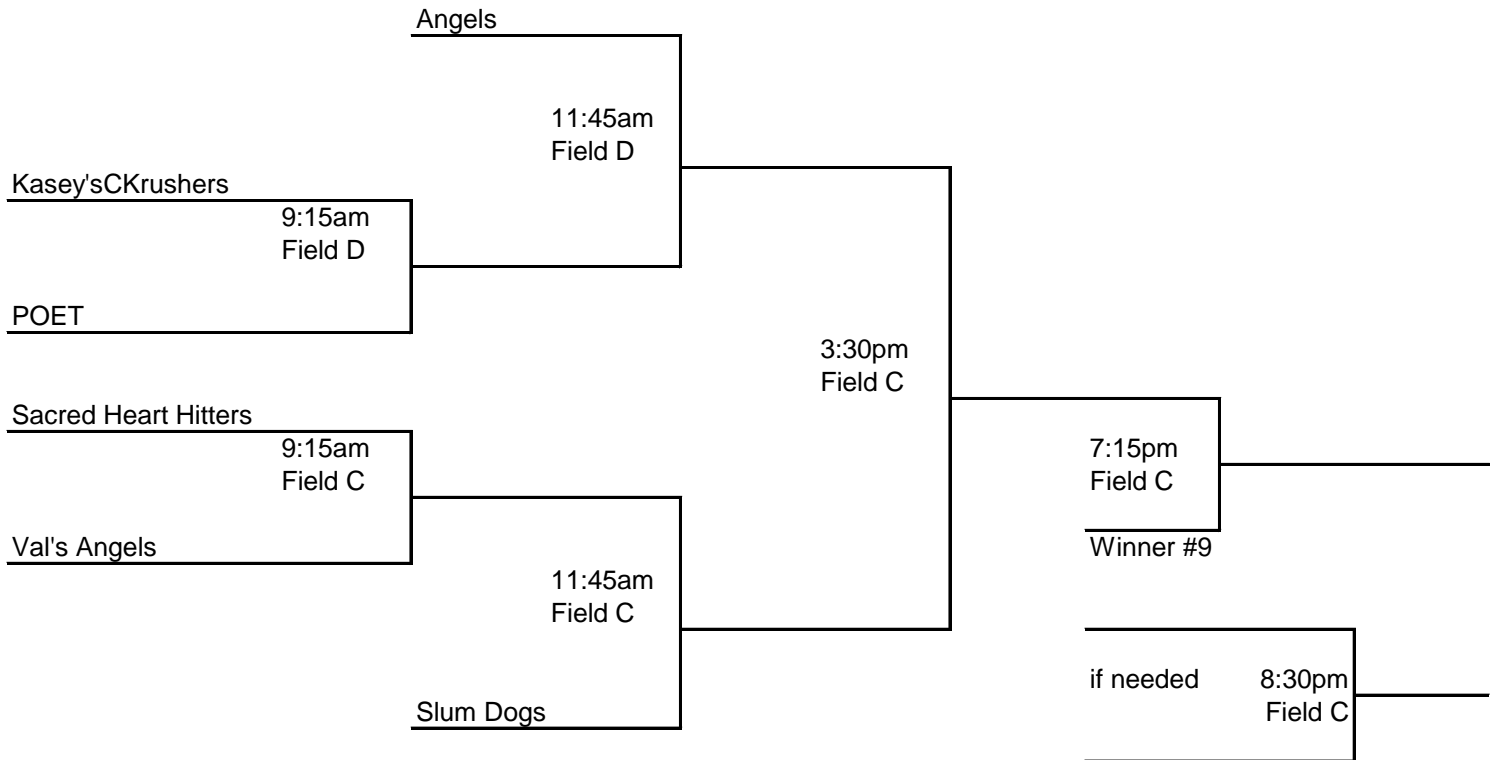 Angels
11:45am
Field D
Kasey'sCKrushers
9:15am
Field D
POET
3:30pm
Field C
Sacred Heart Hitters
9:15am
Field C
7:15pm
Field C
Val's Angels
Winner #9
11:45am
Field C
if needed 8:30pm
Field C
Slum Dogs